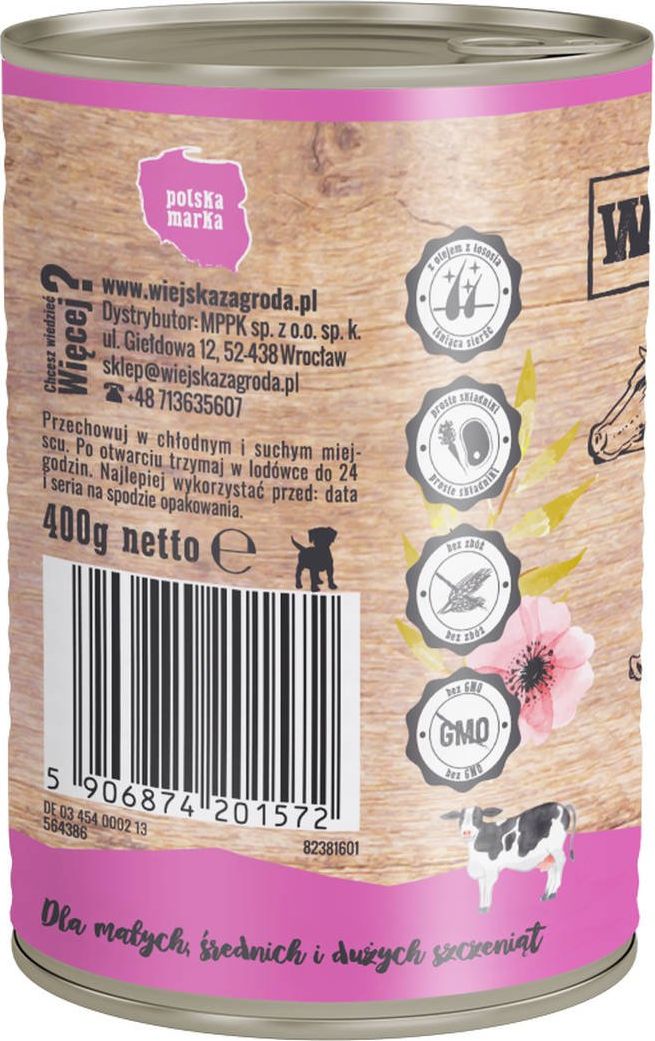 polska
marka
Chcesz wiedzieć
Więcej?
www.wiejskazagroda.pl
Dystrybutor: MPPK sp. z o.o. sp. k.
ul. Giełdowa 12, 52-438 Wrocław
sklep@wiejskazagroda.pl
+48 713635607
Przechowuj w chłodnym i suchym miej-
scu. Po otwarciu trzymaj w lodówce do 24
godzin. Najlepiej wykorzystać przed: data
i seria na spodzie opakowania.
400g netto e
5 906874 201572
DE 03 454 0002 13
564386
82381601
z olejem z łososia
lśniąca sierść
proste składniki
proste składniki
bez zbóż
bez zbóż
bez GMO
GMO
bez GMO
W
Dla małych, średnich i dużych szczeniąt